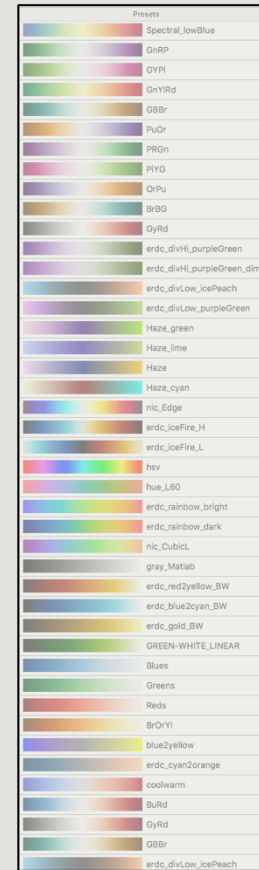 Presets
Spectral_lowBlue
GnRP
GYPi
GnYlRd
GBBr
PuOr
PRGn
PiYG
OrPu
BrBG
GyRd
erdc_divHi_purpleGreen
erdc_divHi_purpleGreen_dim
erdc_divLow_icePeach
erdc_divLow_purpleGreen
Haze_green
Haze_lime
Haze
Haze_cyan
nic_Edge
erdc_iceFire_H
erdc_iceFire_L
hsv
hue_L60
erdc_rainbow_bright
erdc_rainbow_dark
nic_CubicL
gray_Matlab
erdc_red2yellow_BW
erdc_blue2cyan_BW
erdc_gold_BW
GREEN-WHITE_LINEAR
Blues
Greens
Reds
BrOrYl
blue2yellow
erdc_cyan2orange
coolwarm
BuRd
GyRd
GBBr
erdc_divLow_icePeach